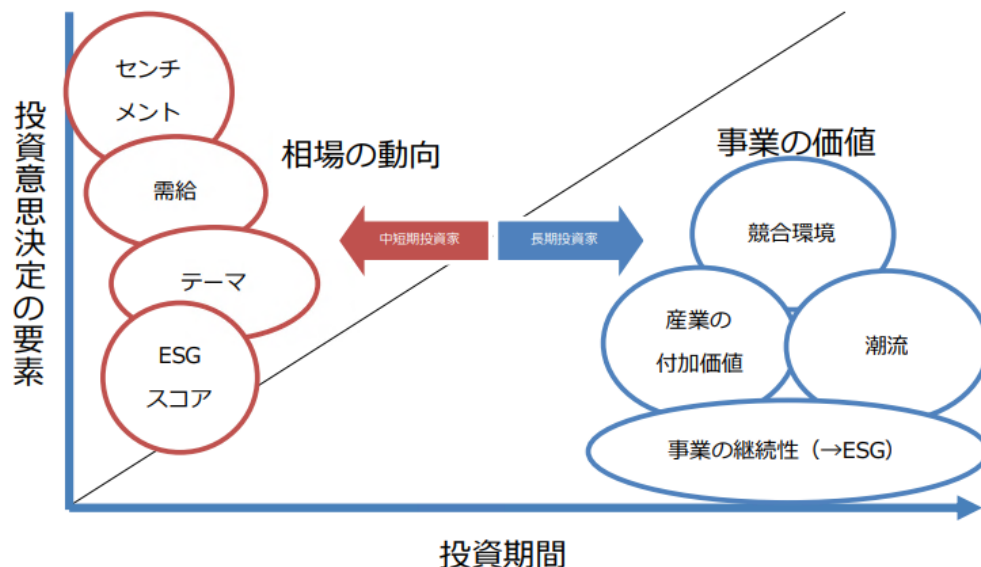 投資意思決定の要素
センチ
メント
需給
テーマ
ESG
スコア
相場の動向
中短期投資家
長期投資家
事業の価値
競合環境
産業の
付加価値
潮流
事業の継続性（→ESG）
投資期間